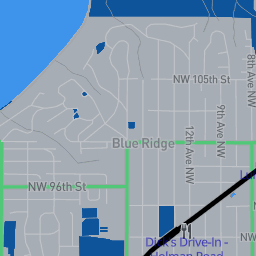 8th Ave NW
NW 105th St
9th Ave NW
12th Ave NW
Blue Ridge
NW 96th St
Dick's Drive-In -
Holman Road